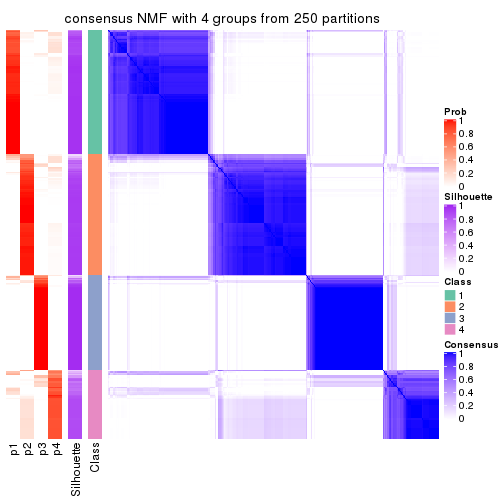 consensus NMF with 4 groups from 250 partitions
Prob
1
0.8
0.6
0.4
0.2
0
Silhouette
1
0.8
0.6
0.4
0.2
0
Class
1
2
3
4
Consensus
1
0.8
0.6
0.4
0.2
0
p1
p2
p3
p4
Silhouette
Class